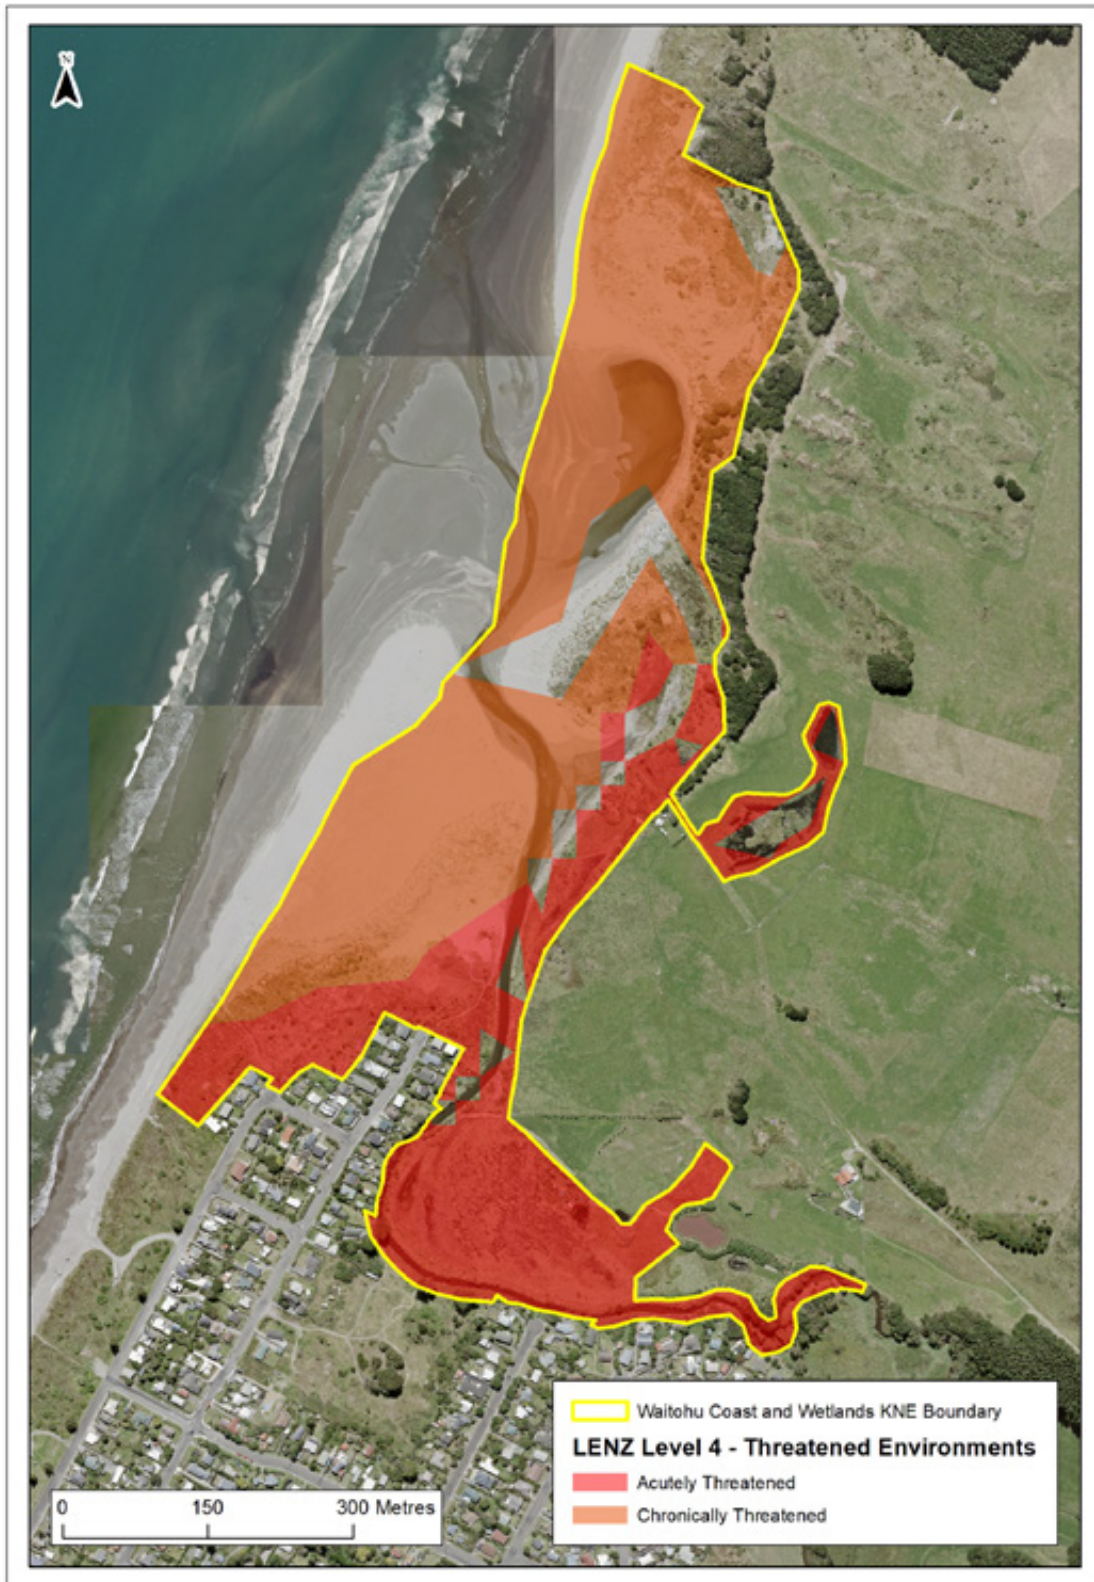 N
Waitohu Coast and Wetlands KNE Boundary
LENZ Level 4 - Threatened Environments
Acutely Threatened
Chronically Threatened
0 150 300 Metres